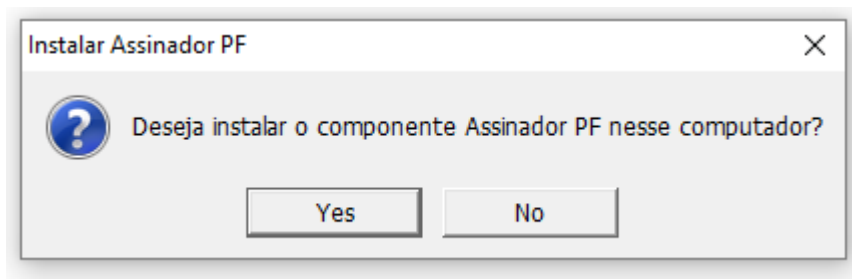 Instalar Assinador PF
Deseja instalar o componente Assinador PF nesse computador?
Yes
No